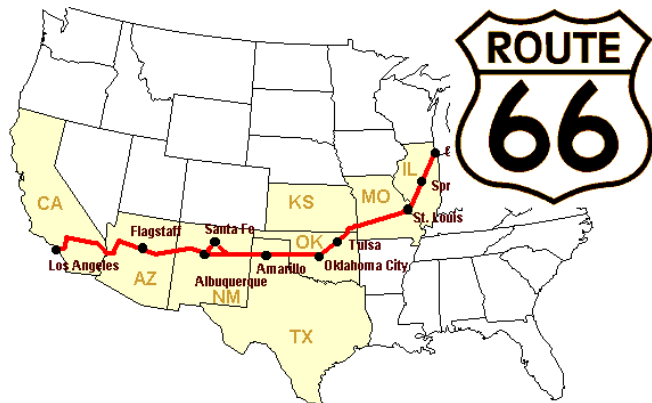 ROUTE
66
IL
Spr
MO
KS
CA
St. Louis
Santa Fe
Flagstaff
OK
Tulsa
Los Angeles
Oklahoma City
Amarillo
AZ
Albuquerque
NM
TX